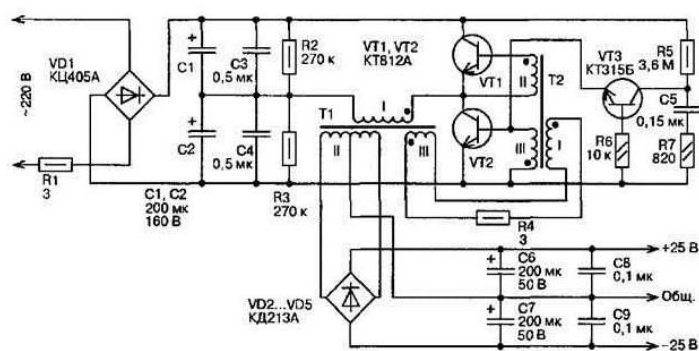 ~220 В
VD1
КЦ405А
R1
3
C1
C3
0,5 мк
C2
C4
0,5 мк
C1, C2
200 мк
160 В
R2
270 к
R3
270 к
VT1, VT2
КТ812А
T1
I
II
III
VT1
VT2
II
T2
III
I
R4
3
VT3
КТ315Б
R5
3,6 М
C5
0,15 мк
R6
10 к
R7
820
VD2...VD5
КД213А
C6
200 мк
50 В
C7
200 мк
50 В
C8
0,1 мк
C9
0,1 мк
+25 В
Общ.
−25 В